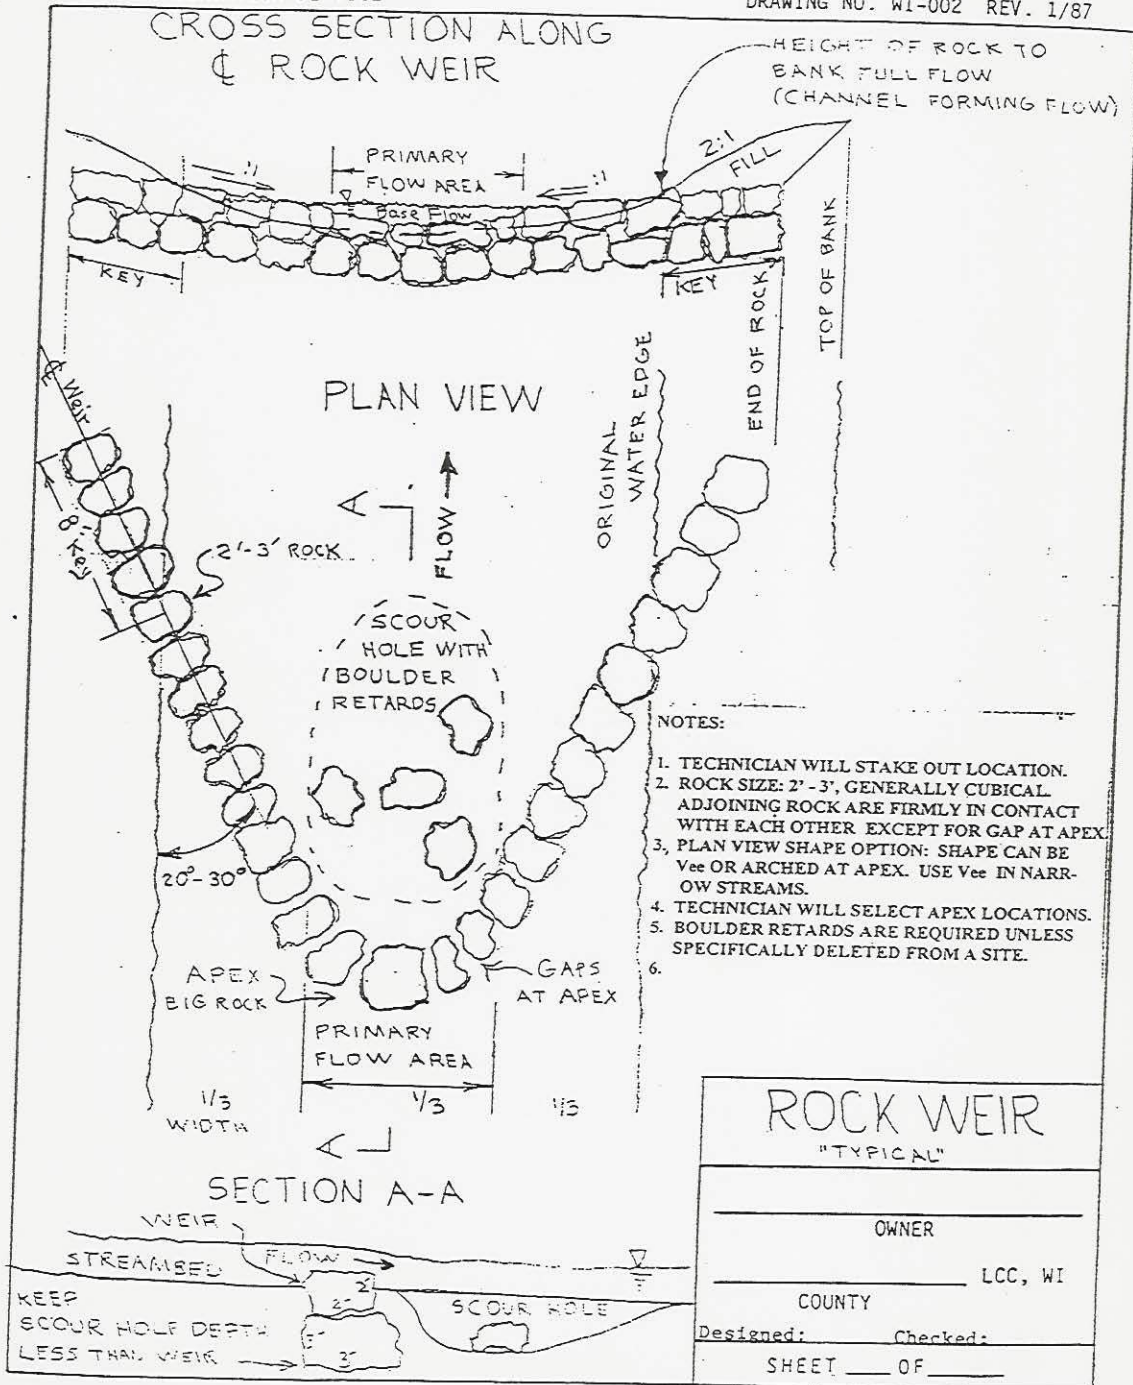 DRAWING NO. WI-002 REV. 1/87
CROSS SECTION ALONG
℄ ROCK WEIR
HEIGHT OF ROCK TO
BANK FULL FLOW
(CHANNEL FORMING FLOW)
PRIMARY
FLOW AREA
:1
:1
2:1
FILL
Base Flow
KEY
KEY
END OF ROCK
TOP OF BANK
℄ Weir
PLAN VIEW
ORIGINAL
WATER EDGE
A
FLOW
8' Key
2'-3' ROCK
SCOUR
HOLE WITH
BOULDER
RETARDS
20°-30°
NOTES:
1. TECHNICIAN WILL STAKE OUT LOCATION.
2. ROCK SIZE: 2' - 3', GENERALLY CUBICAL
ADJOINING ROCK ARE FIRMLY IN CONTACT
WITH EACH OTHER EXCEPT FOR GAP AT APEX.
3, PLAN VIEW SHAPE OPTION: SHAPE CAN BE
Vee OR ARCHED AT APEX. USE Vee IN NARR-
OW STREAMS.
4. TECHNICIAN WILL SELECT APEX LOCATIONS.
5. BOULDER RETARDS ARE REQUIRED UNLESS
SPECIFICALLY DELETED FROM A SITE.
6.
APEX
BIG ROCK
GAPS
AT APEX
PRIMARY
FLOW AREA
1/3
WIDTH
1/3
1/3
A
SECTION A-A
WEIR
STREAMBED
FLOW
2'
2'
SCOUR HOLE
KEEP
SCOUR HOLE DEPTH
LESS THAN WEIR
3'
ROCK WEIR
"TYPICAL"
OWNER
LCC, WI
COUNTY
Designed: Checked:
SHEET OF